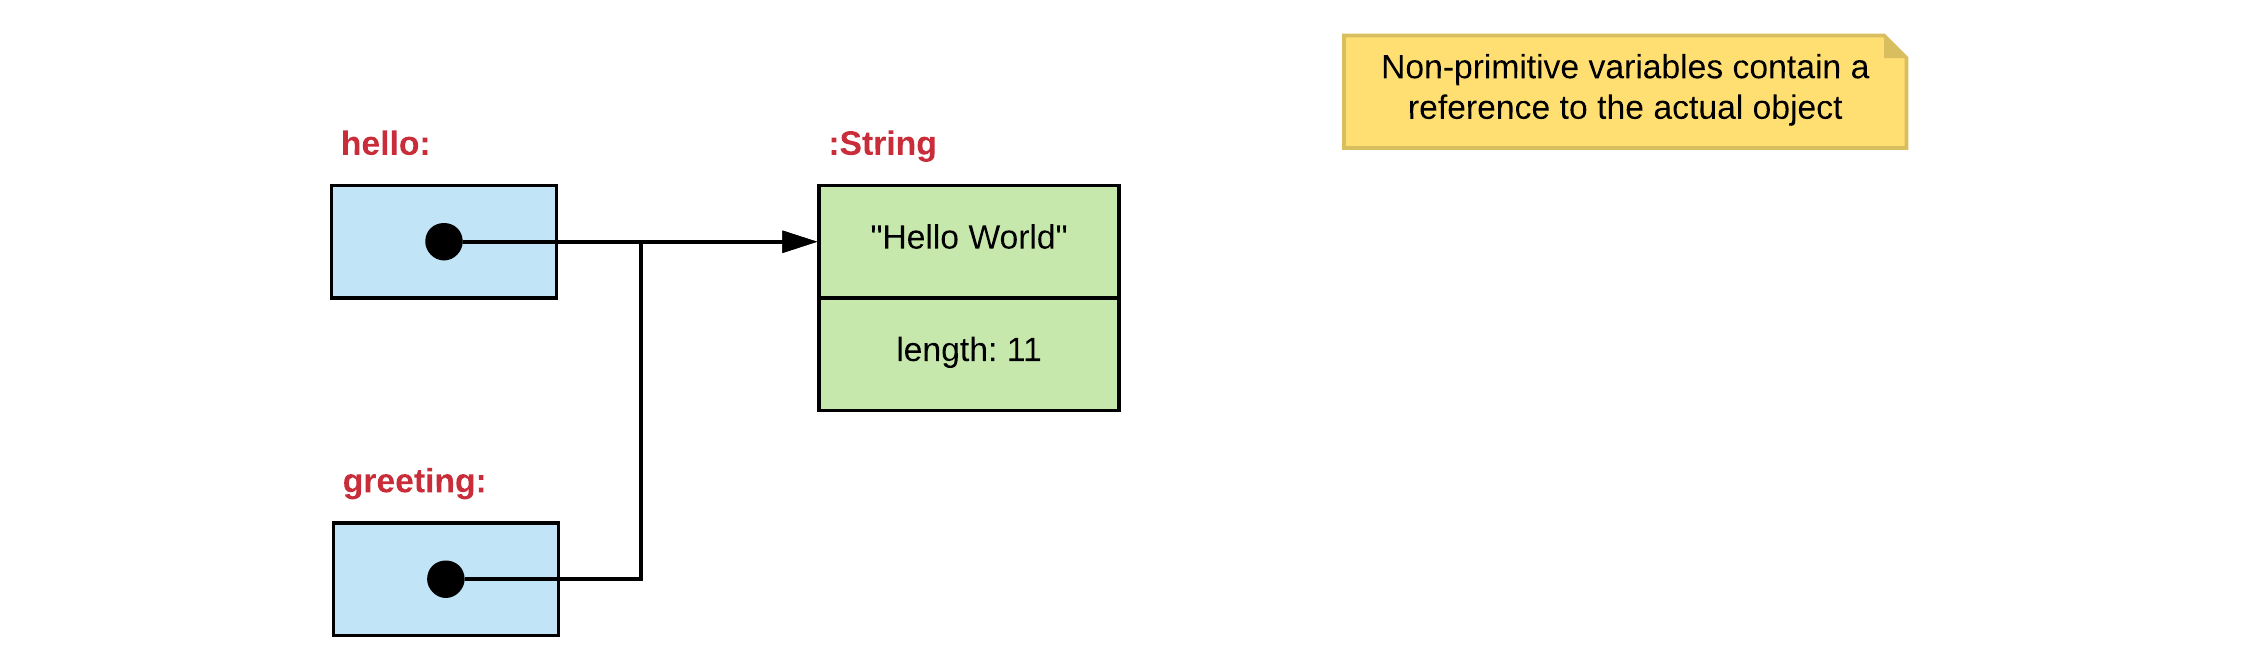 Non-primitive variables contain a
reference to the actual object
hello:
:String
"Hello World"
length: 11
greeting: